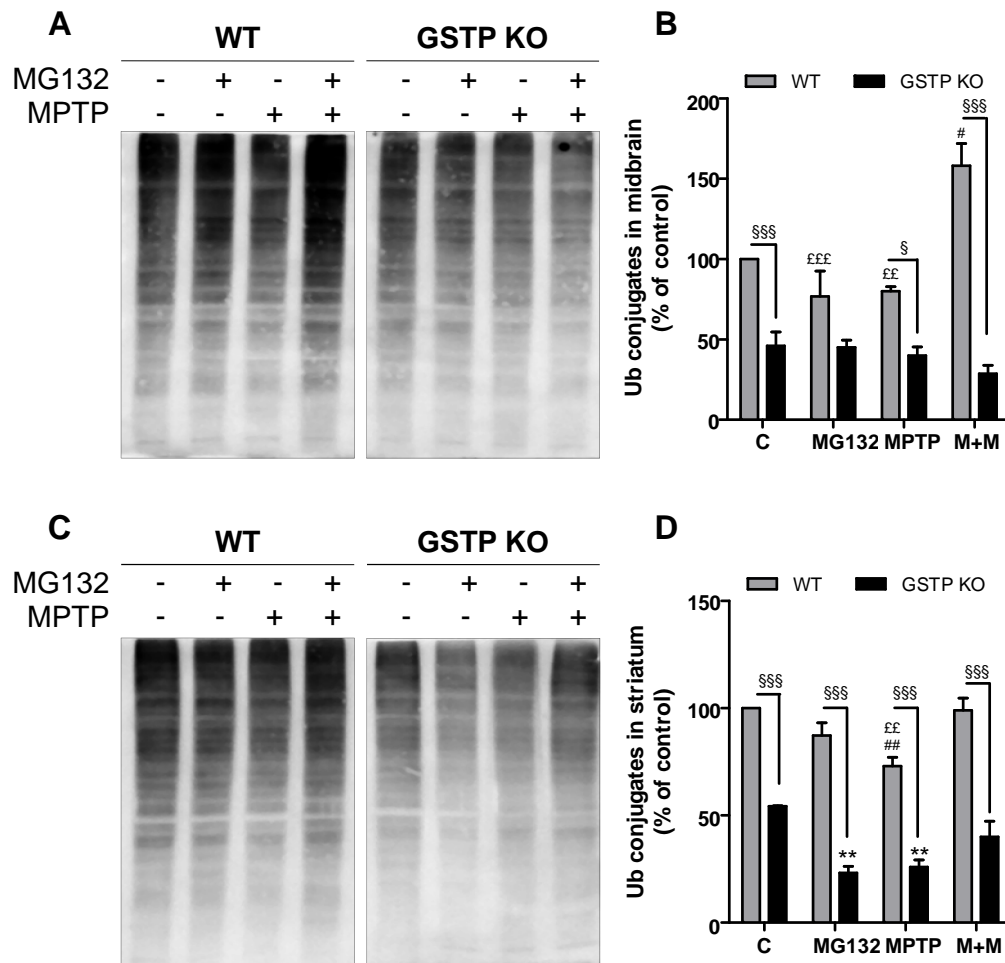 A
WT
GSTP KO
MG132 - + - + - + - +
MPTP - - + + - - + +
B
WT GSTP KO
Ub conjugates in midbrain
(% of control)
200
150
100
50
0
§§§
£££
££
§
#
§§§
C MG132 MPTP M+M
C
WT
GSTP KO
MG132 - + - + - + - +
MPTP - - + + - - + +
D
WT GSTP KO
Ub conjugates in striatum
(% of control)
100
50
0
§§§
§§§
**
§§§
££
##
**
§§§
C MG132 MPTP M+M